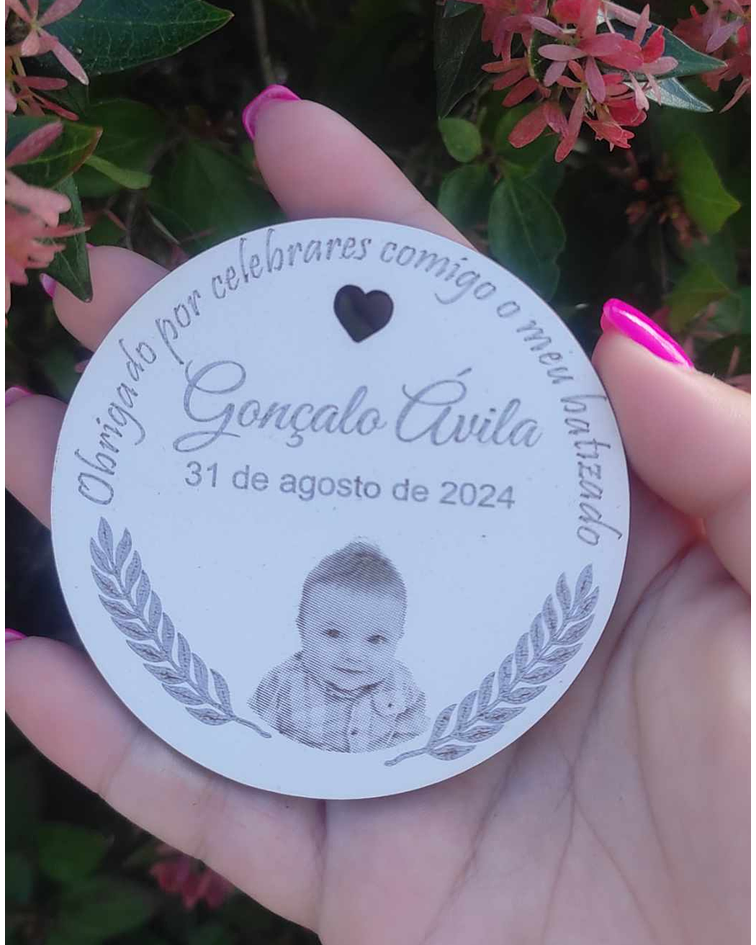 Obrigado por celebrares comigo o meu batizado
Gonçalo Ávila
31 de agosto de 2024